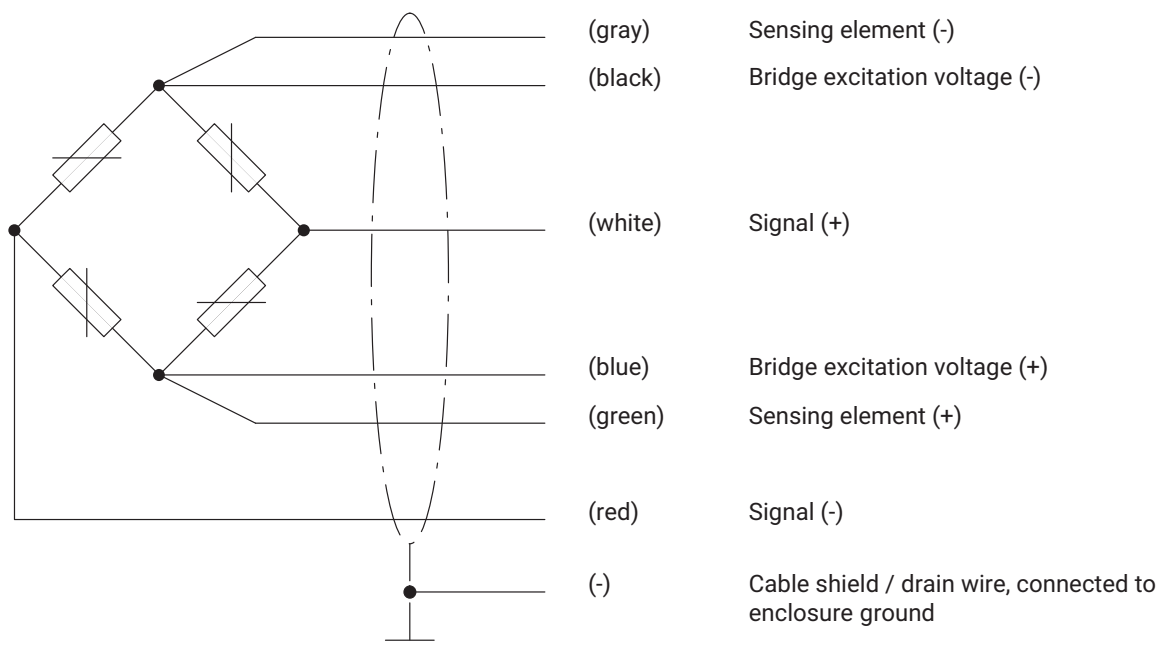 (gray) Sensing element (-)
(black) Bridge excitation voltage (-)
(white) Signal (+)
(blue) Bridge excitation voltage (+)
(green) Sensing element (+)
(red) Signal (-)
(-) Cable shield / drain wire, connected to
enclosure ground